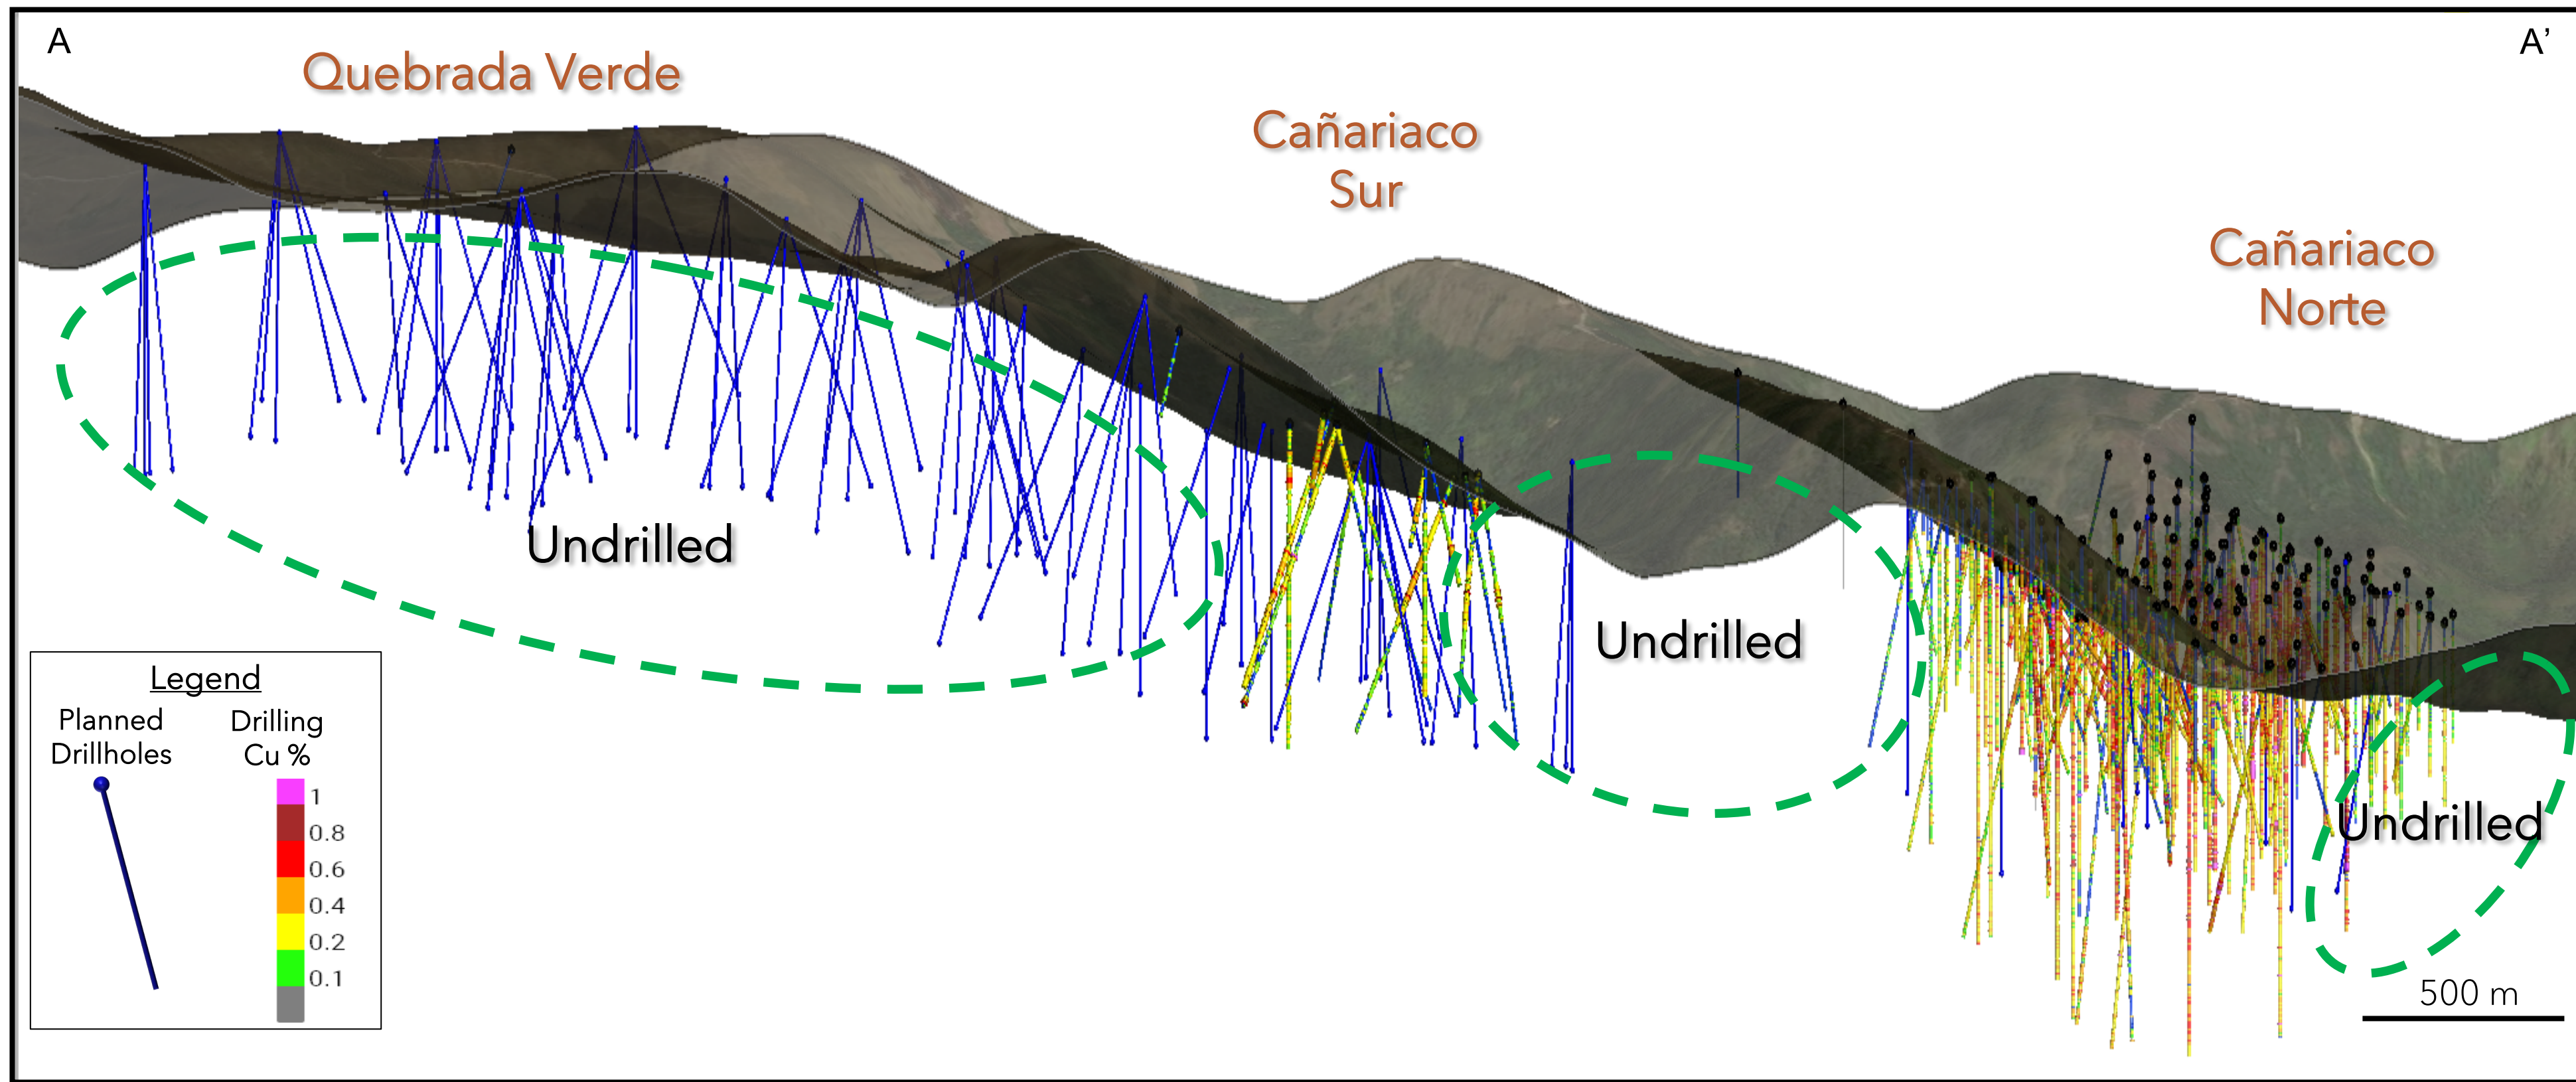 A
A’
Quebrada Verde
Cañariaco
Sur
Cañariaco
Norte
Undrilled
Undrilled
Undrilled
Legend
Planned
Drillholes
Drilling
Cu %
1
0.8
0.6
0.4
0.2
0.1
500 m